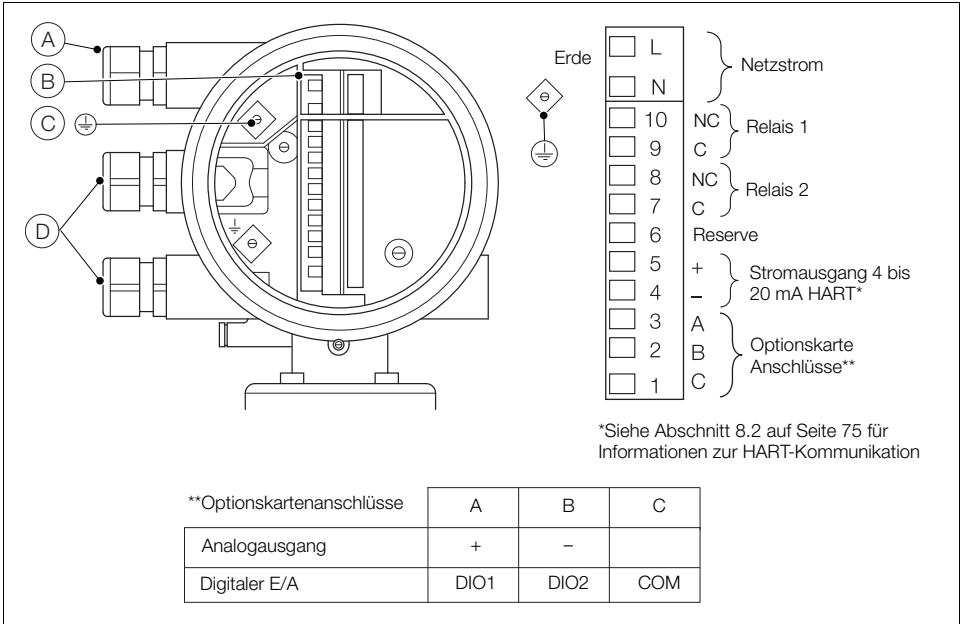 A
B
C
D
Erde
L
N
Netzstrom
10 NC
9 C
Relais 1
8 NC
7 C
Relais 2
6 Reserve
5 +
4 –
Stromausgang 4 bis
20 mA HART*
3 A
2 B
1 C
Optionskarte
Anschlüsse**
*Siehe Abschnitt 8.2 auf Seite 75 für
Informationen zur HART-Kommunikation
**Optionskartenanschlüsse A B C
Analogausgang + –
Digitaler E/A DIO1 DIO2 COM